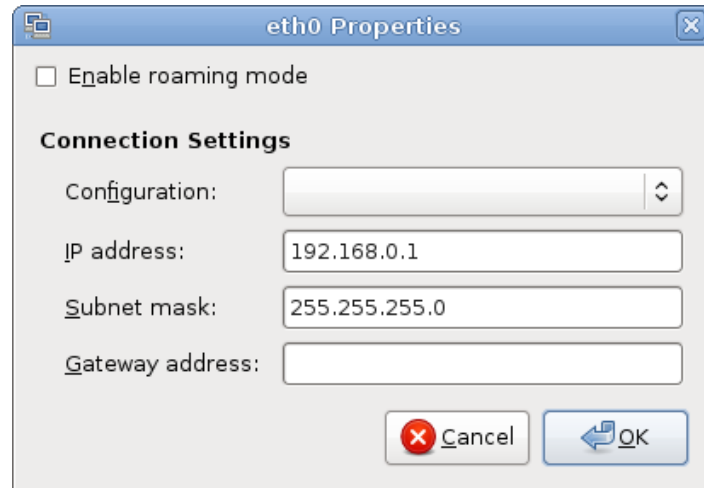 eth0 Properties
Enable roaming mode
Connection Settings
Configuration:
IP address: 192.168.0.1
Subnet mask: 255.255.255.0
Gateway address:
Cancel OK